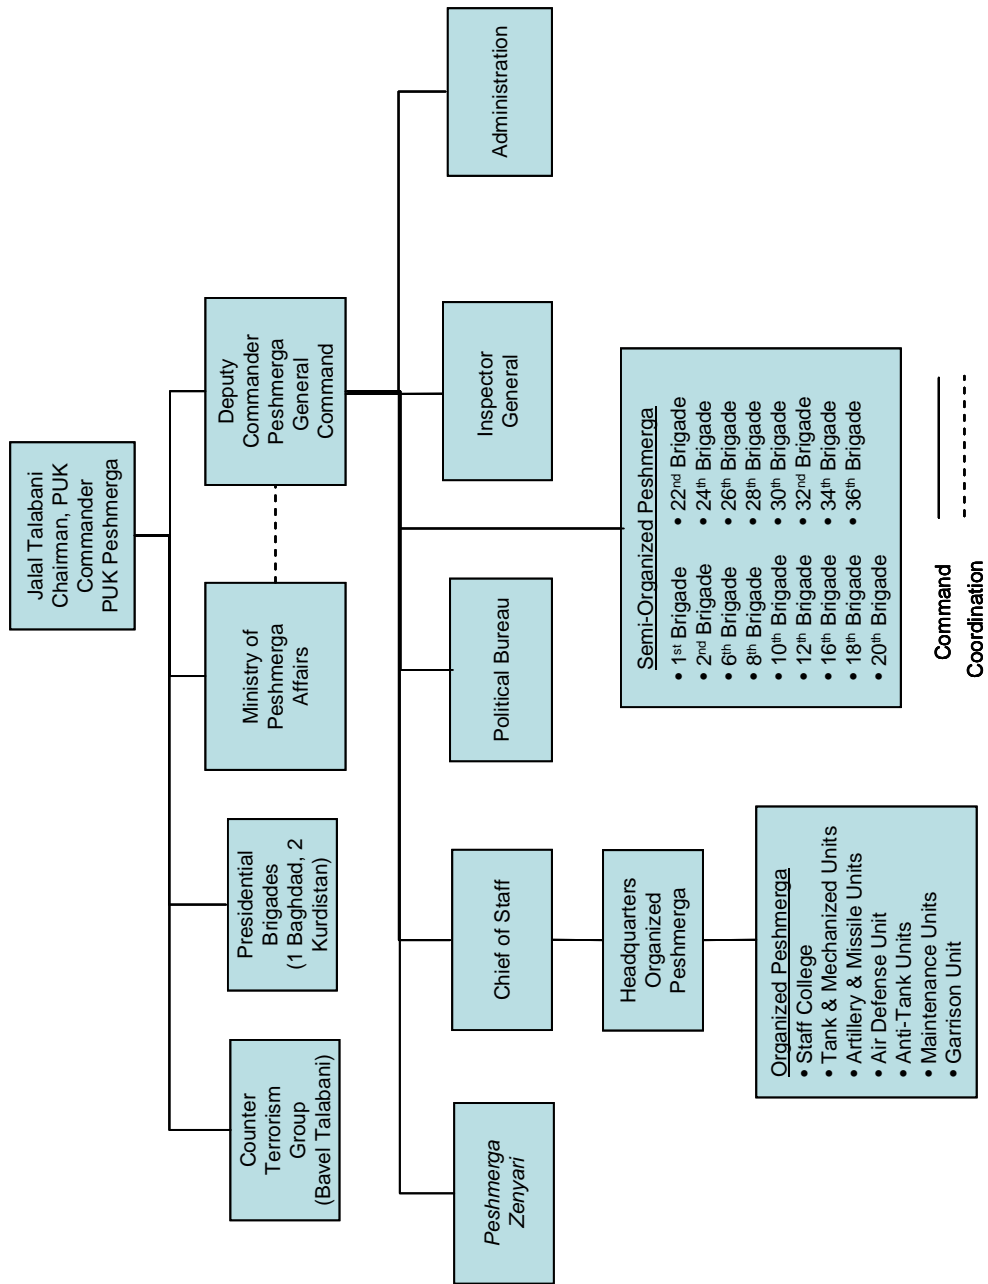 Jalal Talabani
Chairman, PUK
Commander
PUK Peshmerga
Counter
Terrorism
Group
(Bavel Talabani)
Presidential
Brigades
(1 Baghdad, 2
Kurdistan)
Ministry of
Peshmerga
Affairs
Deputy
Commander
Peshmerga
General
Command
Peshmerga
Zenyari
Chief of Staff
Political Bureau
Inspector
General
Administration
Headquarters
Organized
Peshmerga
Organized Peshmerga
• Staff College
• Tank & Mechanized Units
• Artillery & Missile Units
• Air Defense Unit
• Anti-Tank Units
• Maintenance Units
• Garrison Unit
Semi-Organized Peshmerga
• 1st Brigade • 22nd Brigade
• 2nd Brigade • 24th Brigade
• 6th Brigade • 26th Brigade
• 8th Brigade • 28th Brigade
• 10th Brigade • 30th Brigade
• 12th Brigade • 32nd Brigade
• 16th Brigade • 34th Brigade
• 18th Brigade • 36th Brigade
• 20th Brigade
Command
Coordination